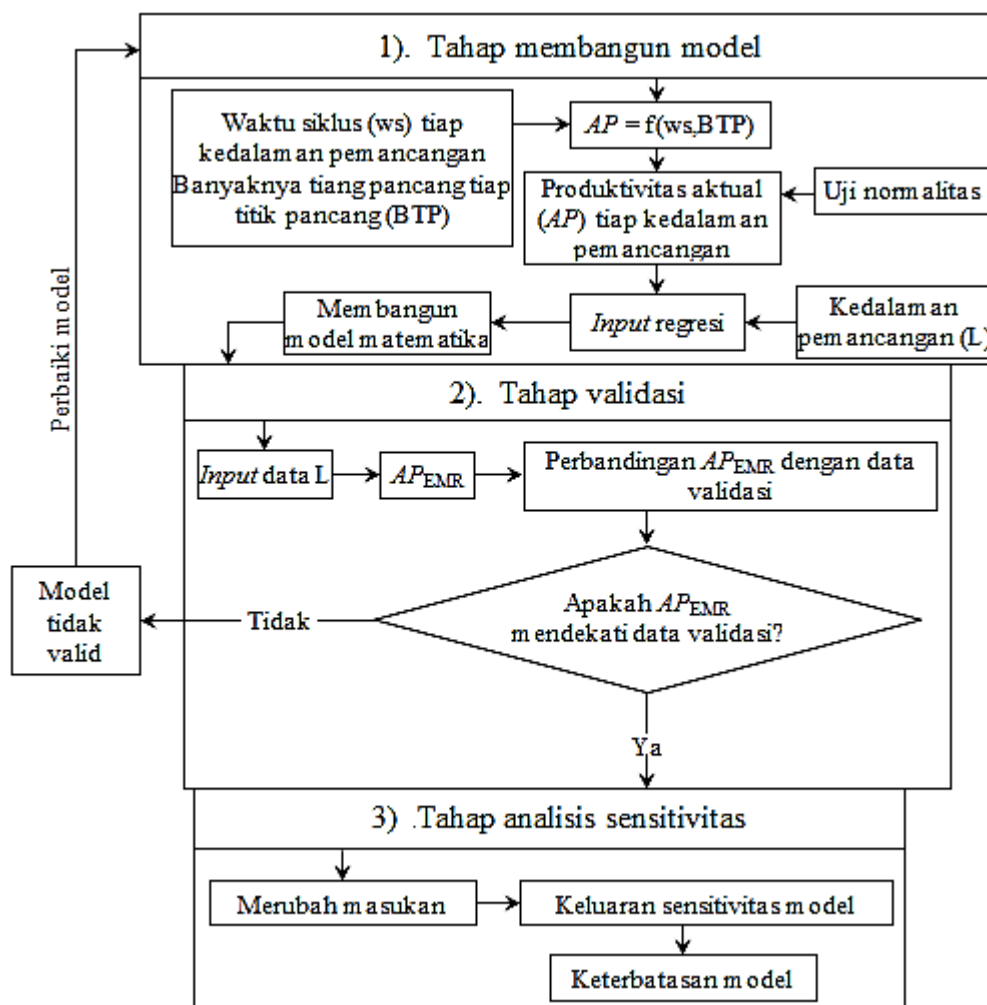 1). Tahap membangun model
Waktu siklus (ws) tiap
kedalaman pemancangan
Banyaknya tiang pancang tiap
titik pancang (BTP)
AP = f(ws,BTP)
Produktivitas aktual
(AP) tiap kedalaman
pemancangan
Uji normalitas
Membangun
model matematika
Input regresi
Kedalaman
pemancangan (L)
Perbaiki model
2). Tahap validasi
Input data L
APEMR
Perbandingan APEMR dengan data
validasi
Apakah APEMR
mendekati data validasi?
Tidak
Model
tidak
valid
Ya
3) .Tahap analisis sensitivitas
Merubah masukan
Keluaran sensitivitas model
Keterbatasan model